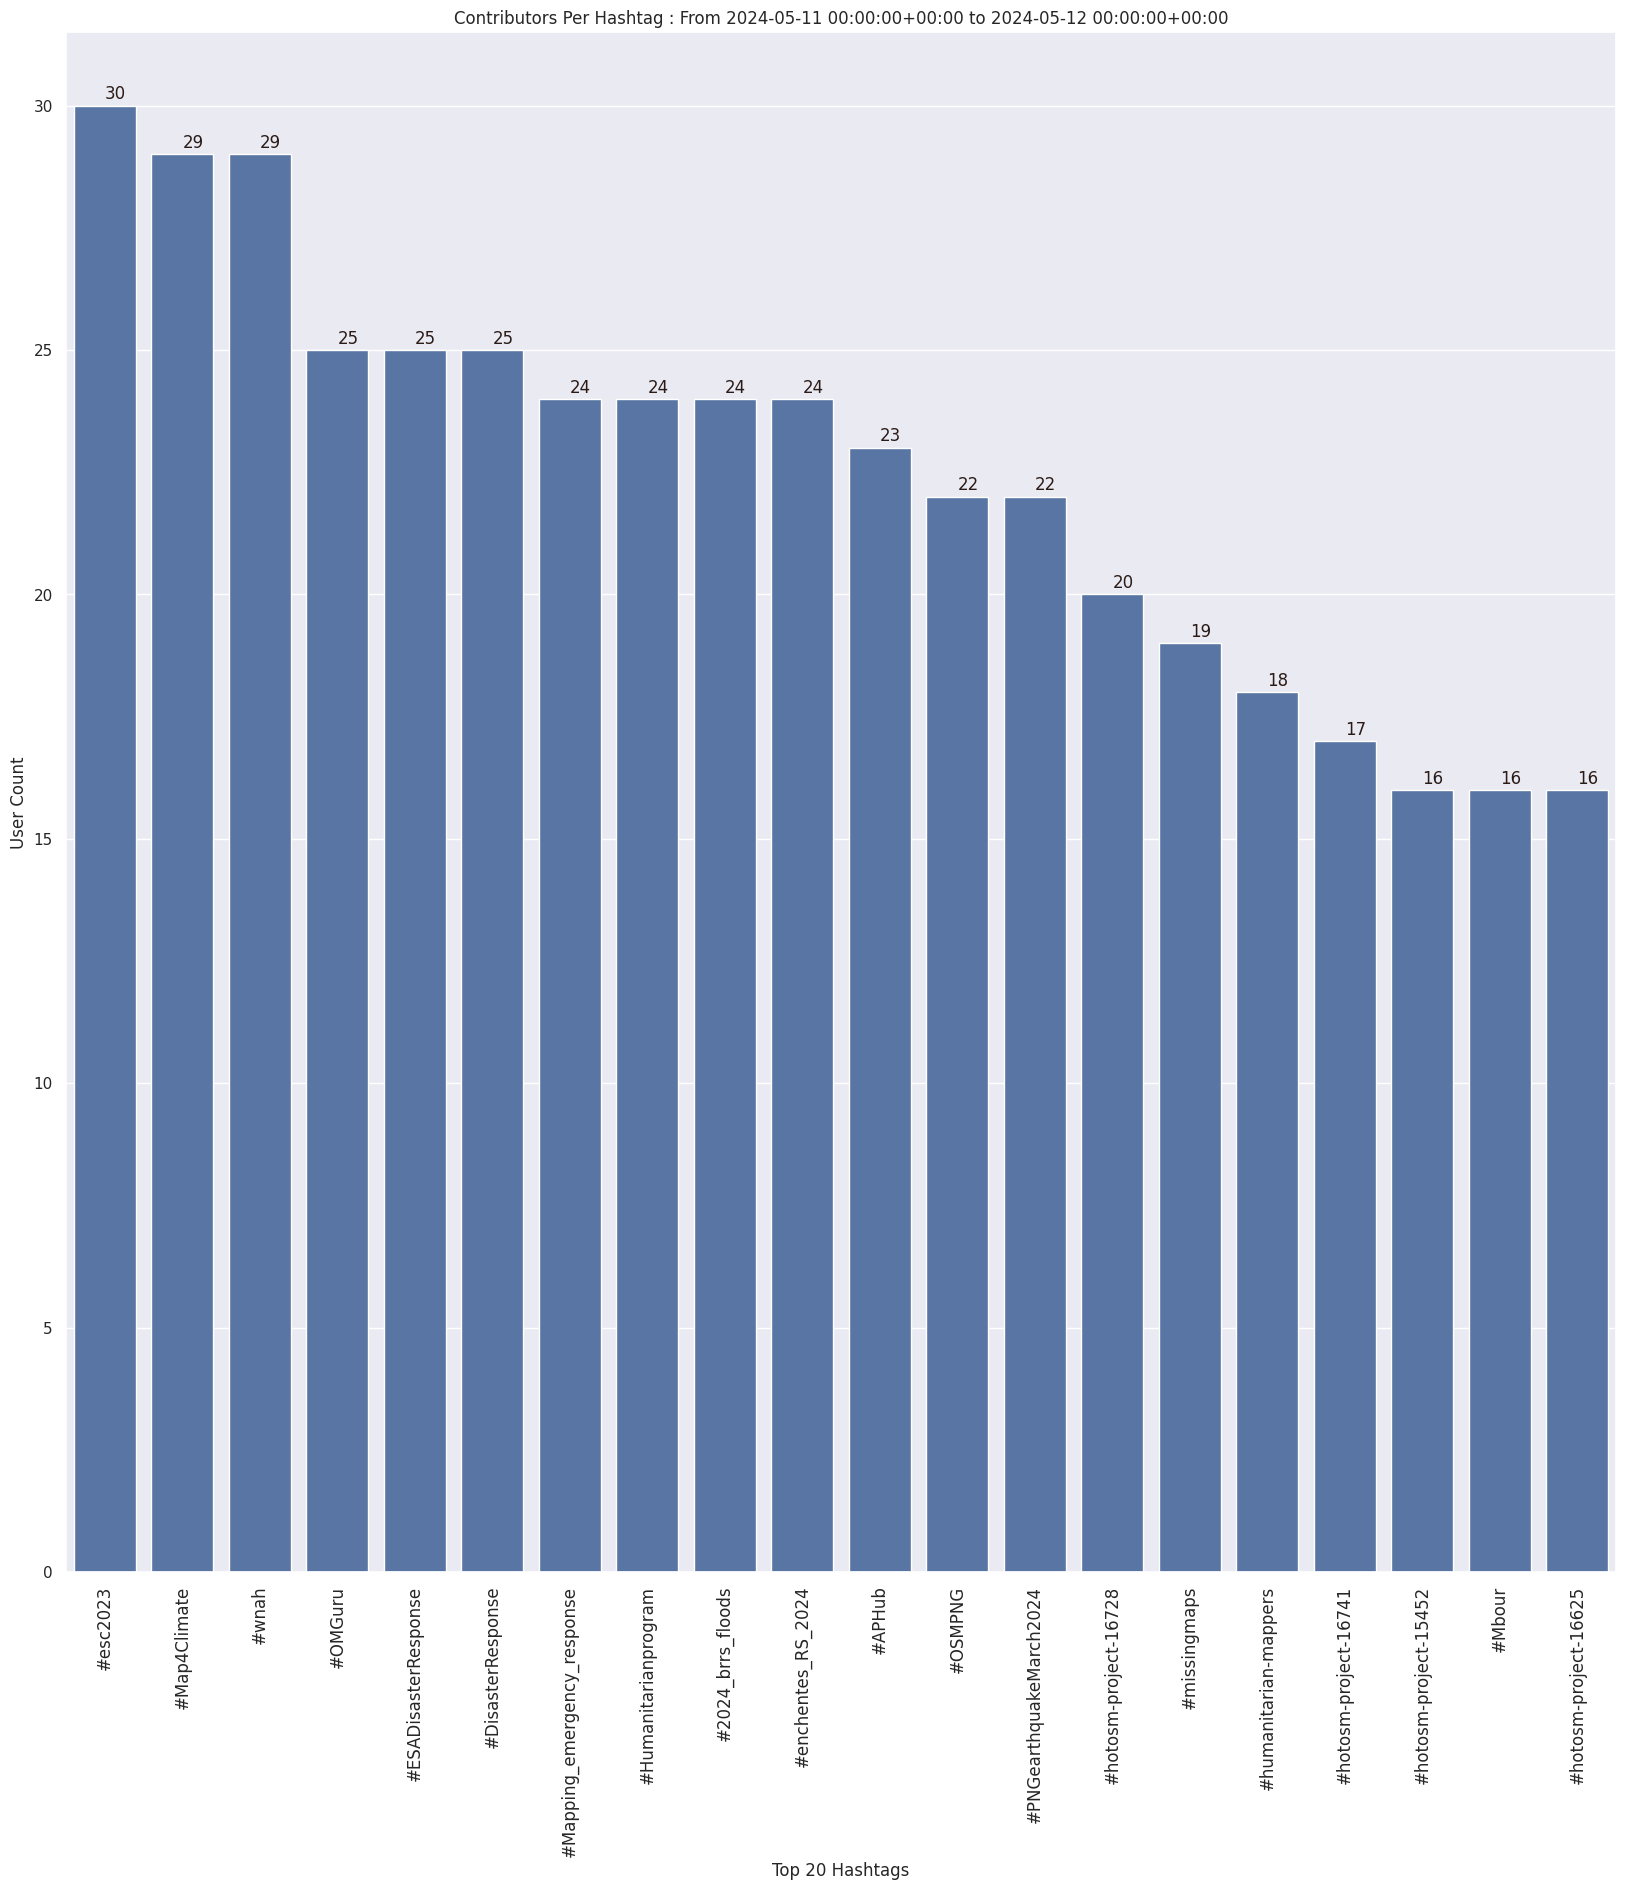 Contributors Per Hashtag : From 2024-05-11 00:00:00+00:00 to 2024-05-12 00:00:00+00:00
User Count
30
25
20
15
10
5
0
30
29
29
25
25
25
24
24
24
24
23
22
22
20
19
18
17
16
16
16
#esc2023
#Map4Climate
#wnah
#OMGuru
#ESADisasterResponse
#DisasterResponse
#Mapping_emergency_response
#Humanitarianprogram
#2024_brrs_floods
#enchentes_RS_2024
#APHub
#OSMPNG
#PNGearthquakeMarch2024
#hotosm-project-16728
#missingmaps
#humanitarian-mappers
#hotosm-project-16741
#hotosm-project-15452
#Mbour
#hotosm-project-16625
Top 20 Hashtags